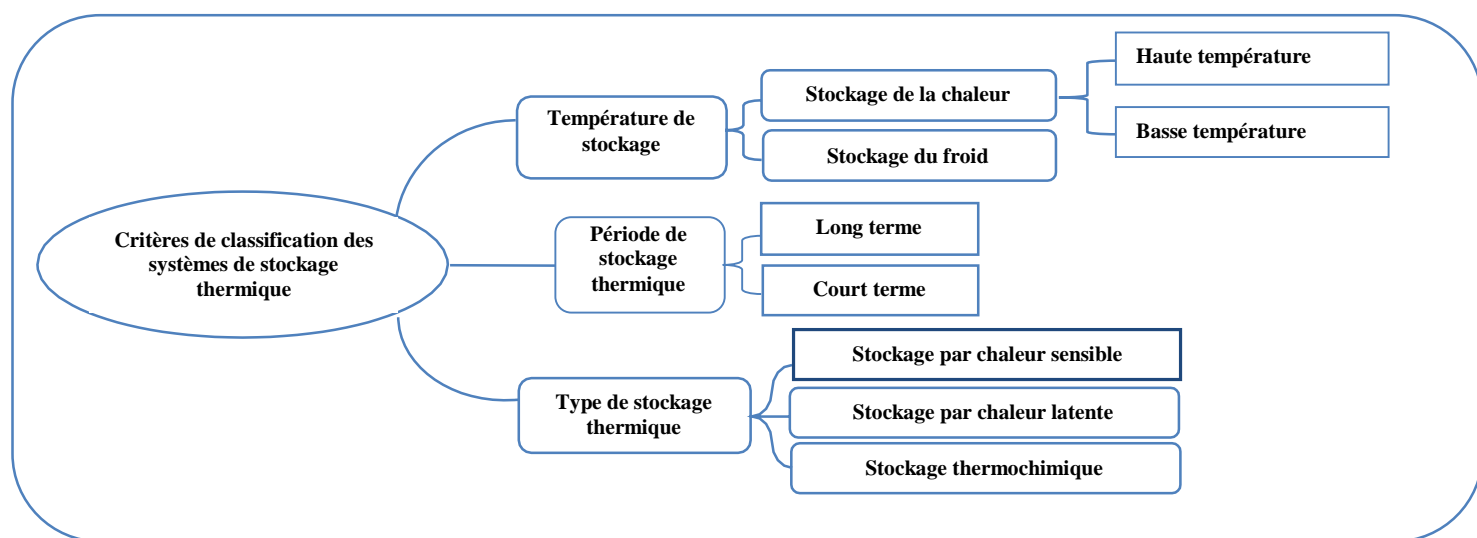 Critères de classification des
systèmes de stockage
thermique
Température de
stockage
Stockage de la chaleur
Haute température
Basse température
Stockage du froid
Période de
stockage
thermique
Long terme
Court terme
Type de stockage
thermique
Stockage par chaleur sensible
Stockage par chaleur latente
Stockage thermochimique